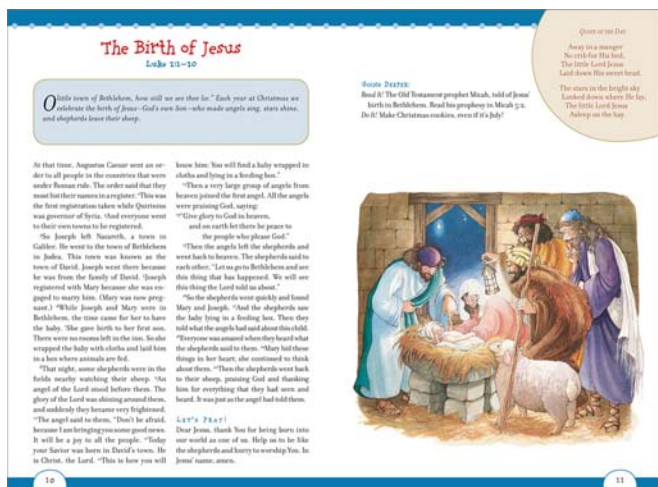 The Birth of Jesus
Luke 2:1–20
O little town of Bethlehem, how still we see thee lie." Each year at Christmas we
celebrate the birth of Jesus—God's own Son—who made angels sing, stars shine,
and shepherds leave their sheep.
At that time, Augustus Caesar sent an or-
der to all people in the countries that were
under Roman rule. The order said that they
must list their names in a register. ²This was
the first registration taken while Quirinius
was governor of Syria. ³And everyone went
to their own towns to be registered.
⁴So Joseph left Nazareth, a town in
Galilee. He went to the town of Bethlehem
in Judea. This town was known as the
town of David. Joseph went there because
he was from the family of David. ⁵Joseph
registered with Mary because she was en-
gaged to marry him. (Mary was now preg-
nant.) ⁶While Joseph and Mary were in
Bethlehem, the time came for her to have
the baby. ⁷She gave birth to her first son.
There were no rooms left in the inn. So she
wrapped the baby with cloths and laid him
in a box where animals are fed.
⁸That night, some shepherds were in the
fields nearby watching their sheep. ⁹An
angel of the Lord stood before them. The
glory of the Lord was shining around them,
and suddenly they became very frightened.
¹⁰The angel said to them, "Don't be afraid,
because I am bringing you some good news.
It will be a joy to all the people. ¹¹Today
your Savior was born in David's town. He
is Christ, the Lord. ¹²This is how you will
know him: You will find a baby wrapped in
cloths and lying in a feeding box."
¹³Then a very large group of angels from
heaven joined the first angel. All the angels
were praising God, saying:
¹⁴"Give glory to God in heaven,
and on earth let there be peace to
the people who please God."
¹⁵Then the angels left the shepherds and
went back to heaven. The shepherds said to
each other, "Let us go to Bethlehem and see
this thing that has happened. We will see
this thing the Lord told us about."
¹⁶So the shepherds went quickly and found
Mary and Joseph. ¹⁷And the shepherds saw
the baby lying in a feeding box. Then they
told what the angels had said about this child.
¹⁸Everyone was amazed when they heard what
the shepherds said to them. ¹⁹Mary hid these
things in her heart; she continued to think
about them. ²⁰Then the shepherds went back
to their sheep, praising God and thanking
him for everything that they had seen and
heard. It was just as the angel had told them.
Let's Pray!
Dear Jesus, thank You for being born into
our world as one of us. Help us to be like
the shepherds and hurry to worship You. In
Jesus' name, amen.
10
Going Deeper:
Read It! The Old Testament prophet Micah, told of Jesus'
birth in Bethlehem. Read his prophesy in Micah 5:2.
Do It! Make Christmas cookies, even if it's July!
Quote of the Day
Away in a manger
No crib for His bed,
The little Lord Jesus
Laid down His sweet head.
The stars in the bright sky
Looked down where He lay,
The little Lord Jesus
Asleep on the hay.
11